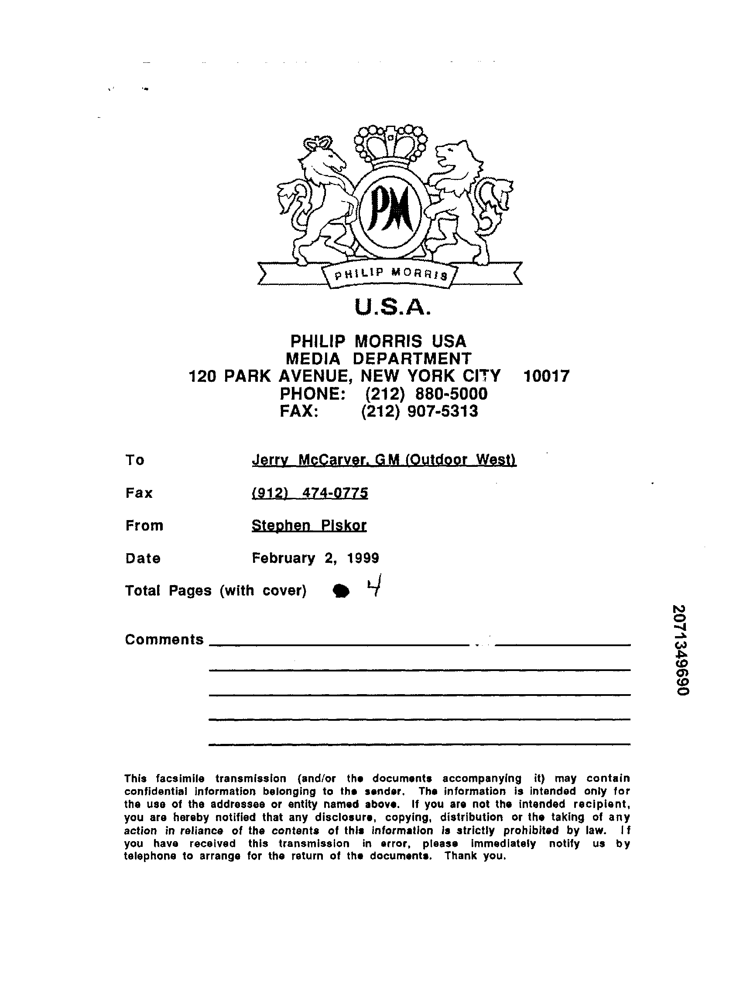 PM
PHILIP MORRIS
U.S.A.
PHILIP MORRIS USA
MEDIA DEPARTMENT
120 PARK AVENUE, NEW YORK CITY 10017
PHONE: (212) 880-5000
FAX: (212) 907-5313
To Jerry McCarver, GM (Outdoor West)
Fax (912) 474-0775
From Stephen Piskor
Date February 2, 1999
Total Pages (with cover) 4
Comments
2071349690
This facsimile transmission (and/or the documents accompanying it) may contain
confidential information belonging to the sender. The information is intended only for
the use of the addressee or entity named above. If you are not the intended recipient,
you are hereby notified that any disclosure, copying, distribution or the taking of any
action in reliance of the contents of this information is strictly prohibited by law. If
you have received this transmission in error, please immediately notify us by
telephone to arrange for the return of the documents. Thank you.